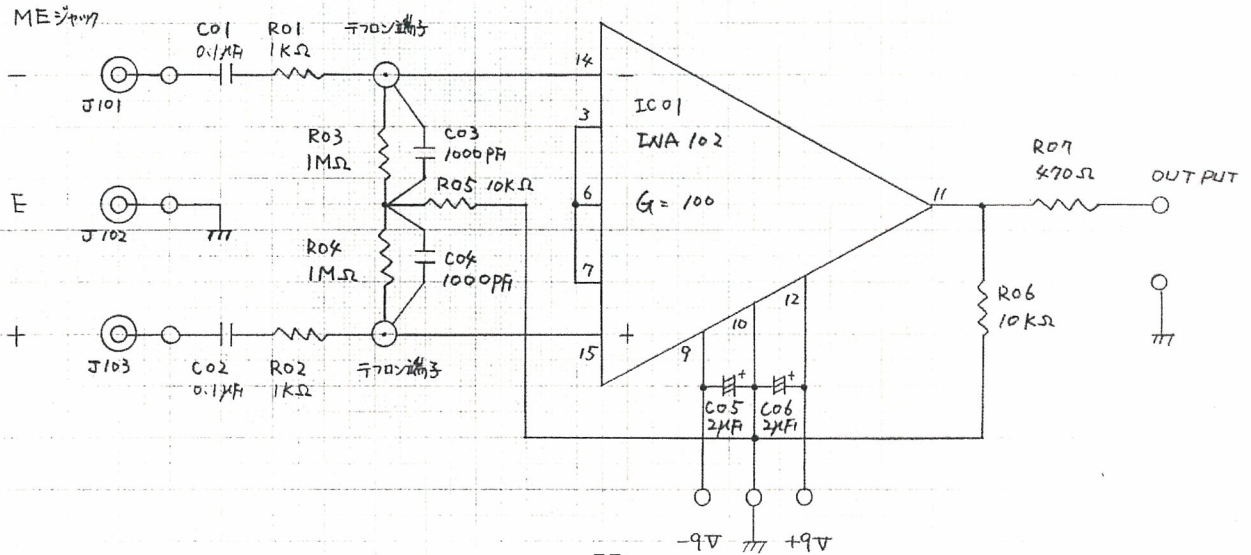 MEジャック
C01
0.1μF
R01
1KΩ
テフロン端子
−
J101
14
−
3
IC01
INA 102
R03
1MΩ
C03
1000PF
R05 10KΩ
6
G= 100
11
R07
470Ω
OUTPUT
E
J102
R04
1MΩ
C04
1000PF
7
12
R06
10KΩ
+
J103
C02
0.1μF
R02
1KΩ
テフロン端子
15
+
9
10
+
+
C05
2μF
C06
2μF
-9V
+9V